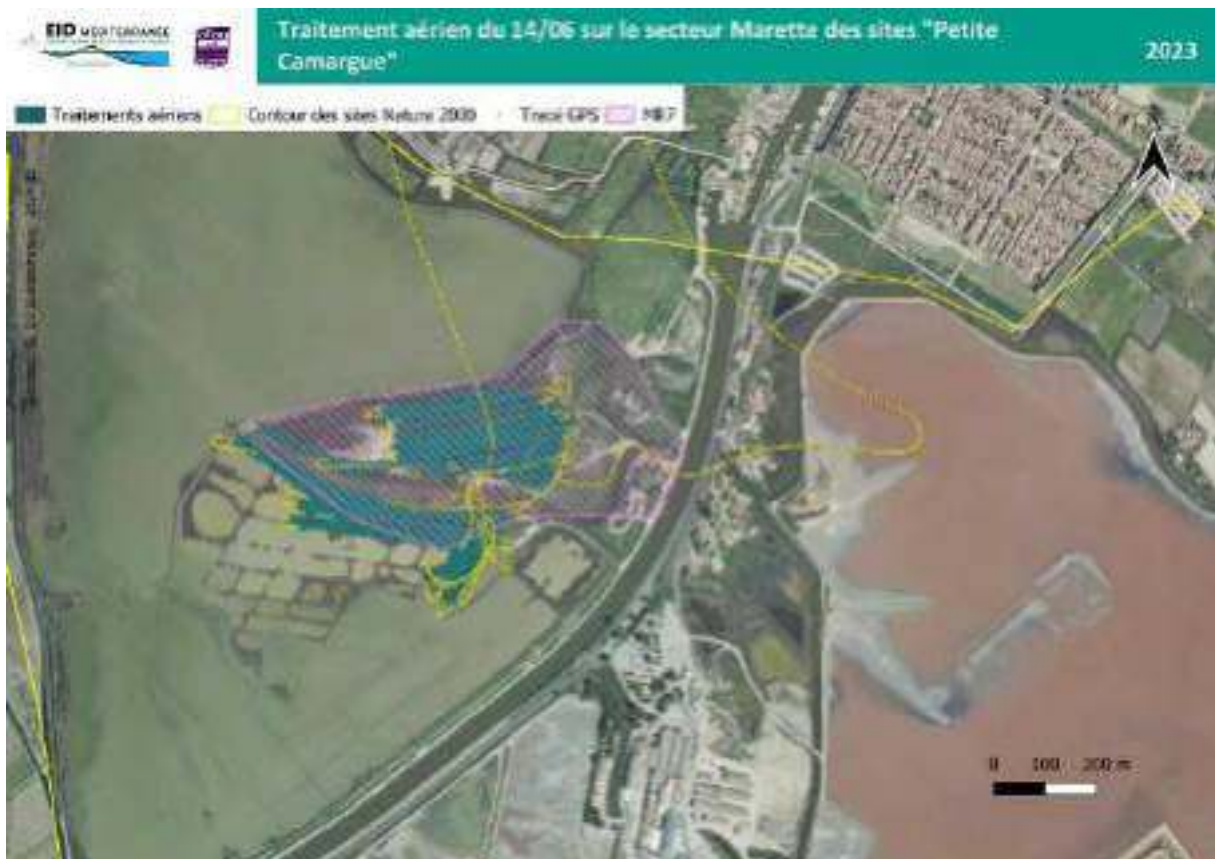 EID MEDITERRANEE
Traitement aérien du 14/06 sur le secteur Marette des sites "Petite
Camargue"
2023
Traitements aériens
Contour des sites Natura 2000
Tracé GPS
0 100 200 m